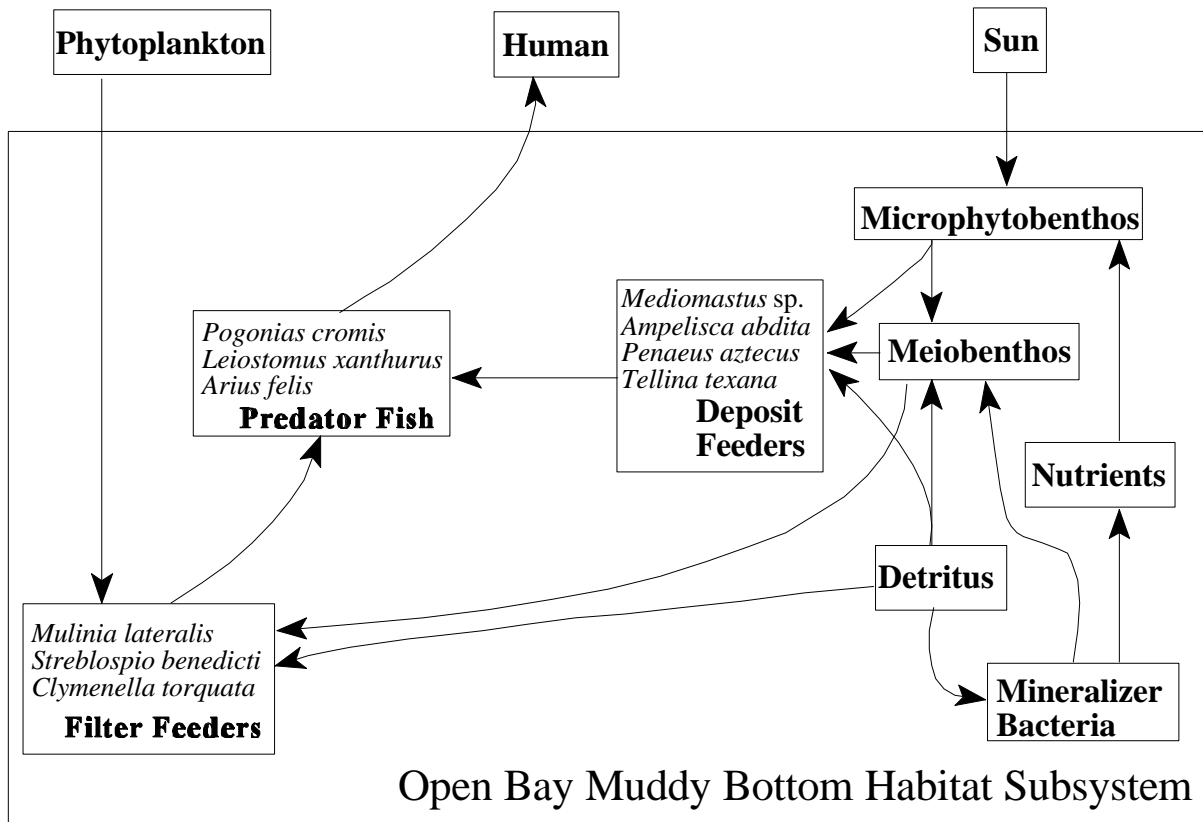 Phytoplankton
Human
Sun
Microphytobenthos
Mediomastus sp.
Ampelisca abdita
Penaeus aztecus
Tellina texana
Deposit
Feeders
Meiobenthos
Pogonias cromis
Leiostomus xanthurus
Arius felis
Predator Fish
Nutrients
Detritus
Mulinia lateralis
Streblospio benedicti
Clymenella torquata
Filter Feeders
Mineralizer
Bacteria
Open Bay Muddy Bottom Habitat Subsystem